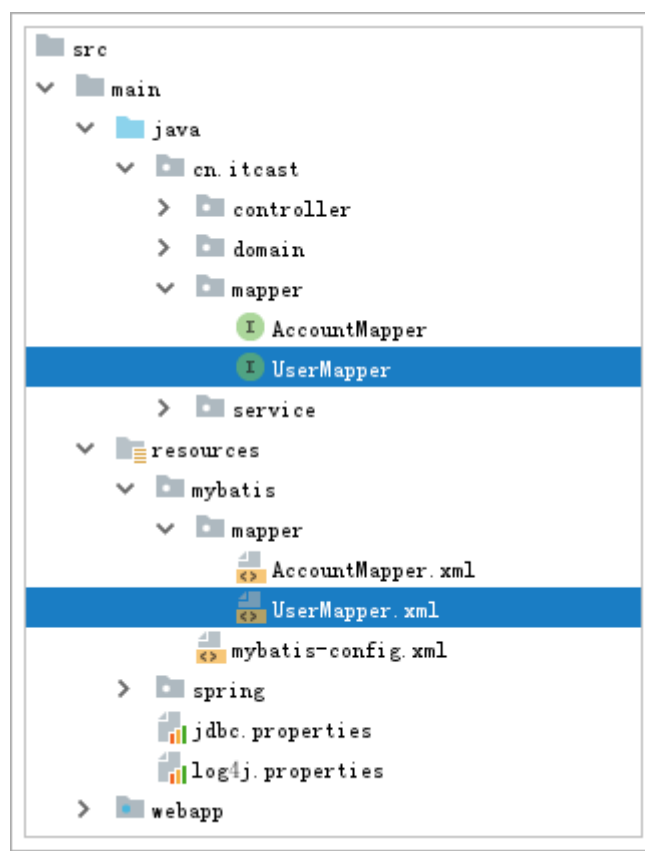 src
main
java
cn.itcast
controller
domain
mapper
I AccountMapper
I UserMapper
service
resources
mybatis
mapper
<> AccountMapper.xml
<> UserMapper.xml
<> mybatis-config.xml
spring
jdbc.properties
log4j.properties
webapp